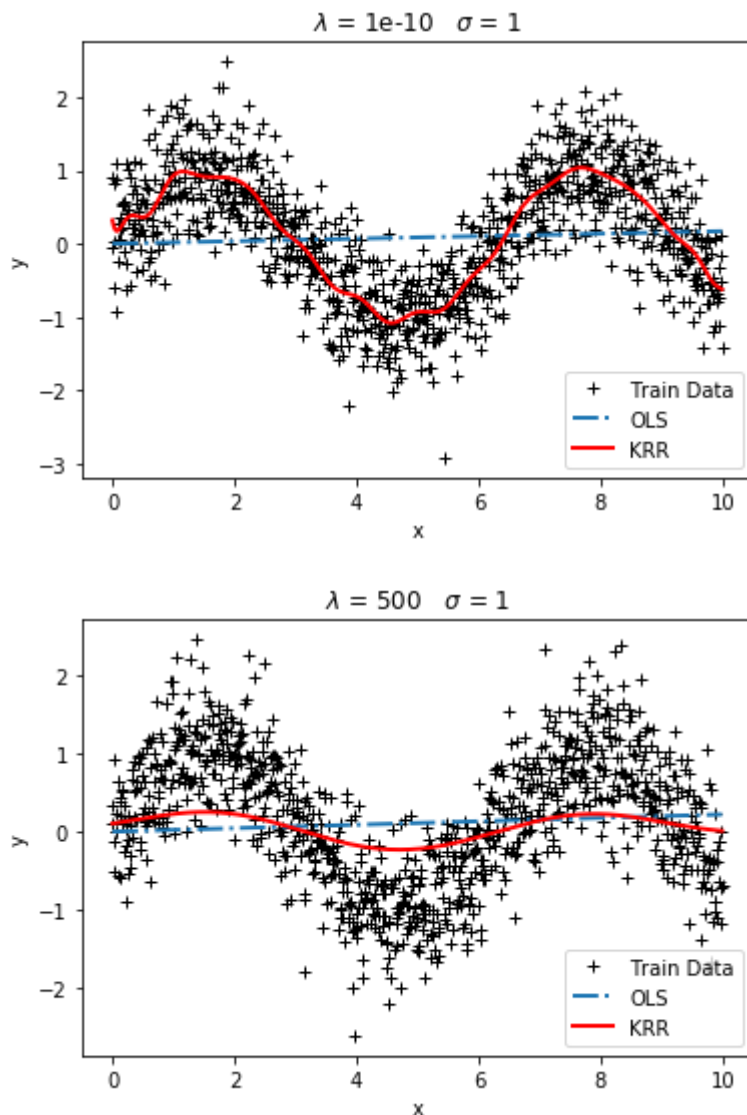 λ = 1e-10 σ = 1
2
1
0
−1
−2
−3
y
Train Data
OLS
KRR
0 2 4 6 8 10
x
λ = 500 σ = 1
2
1
0
−1
−2
y
Train Data
OLS
KRR
0 2 4 6 8 10
x